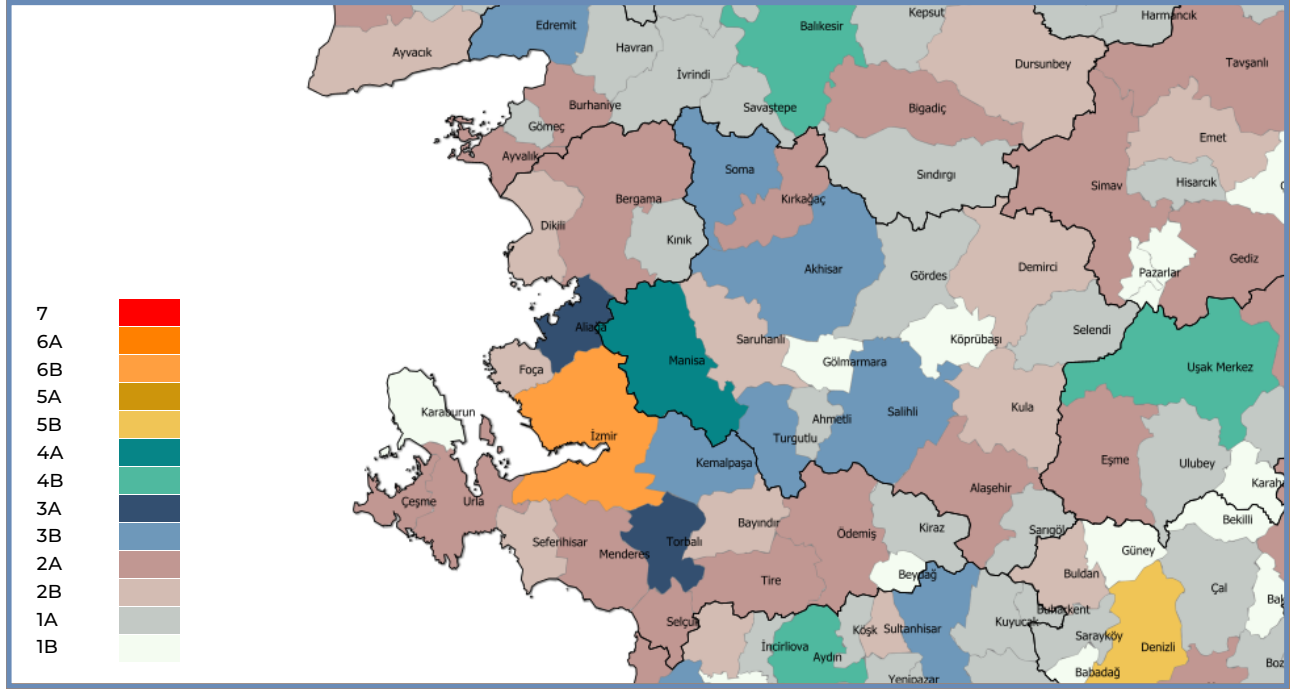 Edremit
Havran
Balıkesir
Kepsut
Harmancık
Ayvacık
İvrindi
Dursunbey
Tavşanlı
Burhaniye
Savaştepe
Bigadiç
Gömeç
Emet
Ayvalık
Soma
Sındırgı
Simav
Hisarcık
Bergama
Kırkağaç
Dikili
Kınık
Akhisar
Gördes
Demirci
Pazarlar
Gediz
7
6A
6B
5A
5B
4A
4B
3A
3B
2A
2B
1A
1B
Aliağa
Saruhanlı
Köprübaşı
Selendi
Foça
Manisa
Gölmarmara
Uşak Merkez
Karaburun
İzmir
Turgutlu
Ahmetli
Salihli
Kula
Kemalpaşa
Eşme
Ulubey
Karah
Çeşme
Urla
Alaşehir
Bekilli
Seferihisar
Menderes
Torbalı
Bayındır
Ödemiş
Kiraz
Sarıgöl
Güney
Tire
Beydağ
Buldan
Çal
Bak
Selçuk
İncirliova
Köşk
Sultanhisar
Kuyucak
Buharkent
Sarayköy
Aydın
Denizli
Yenipazar
Babadağ
Boz